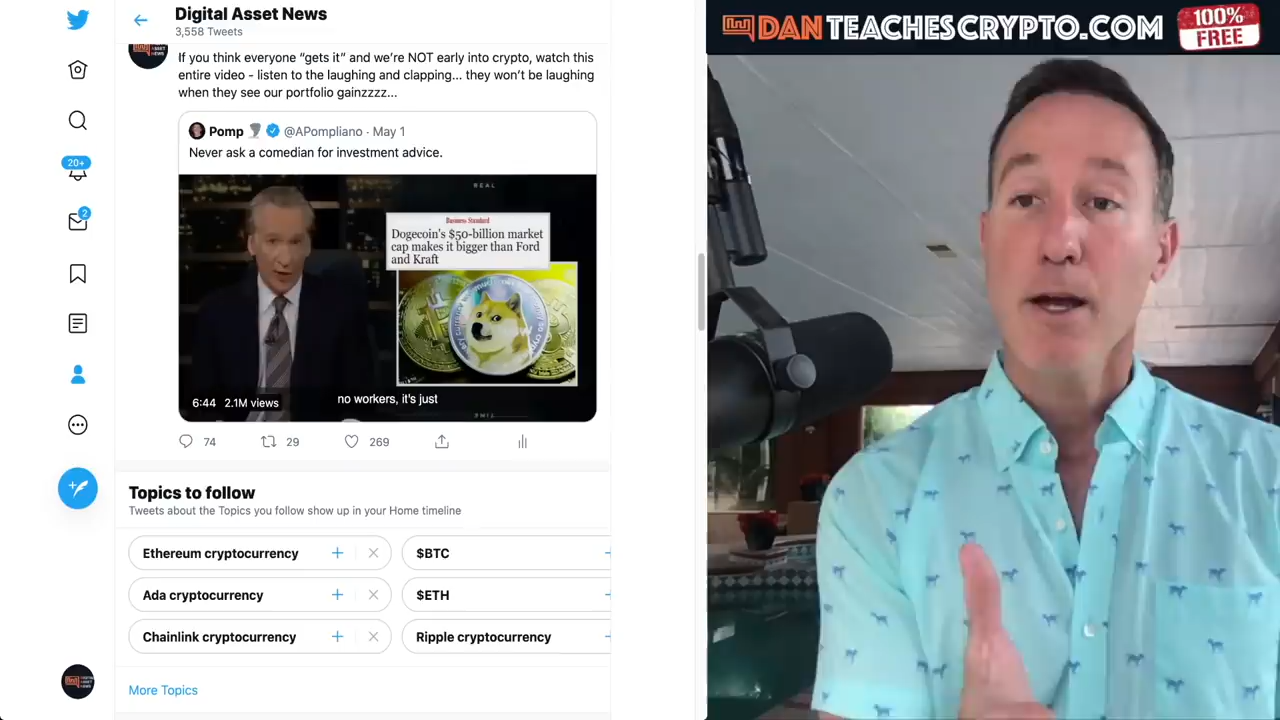 Digital Asset News
3,558 Tweets
If you think everyone “gets it” and we’re NOT early into crypto, watch this
entire video - listen to the laughing and clapping... they won’t be laughing
when they see our portfolio gainzzzz...
Pomp @APompliano · May 1
Never ask a comedian for investment advice.
REAL
Business Standard
Dogecoin's $50-billion market
cap makes it bigger than Ford
and Kraft
no workers, it's just
6:44 2.1M views
TIME
74 29 269
20+
2
Topics to follow
Tweets about the Topics you follow show up in your Home timeline
Ethereum cryptocurrency
$BTC
Ada cryptocurrency
$ETH
Chainlink cryptocurrency
Ripple cryptocurrency
More Topics
DANTEACHESCRYPTO.COM
100%
FREE